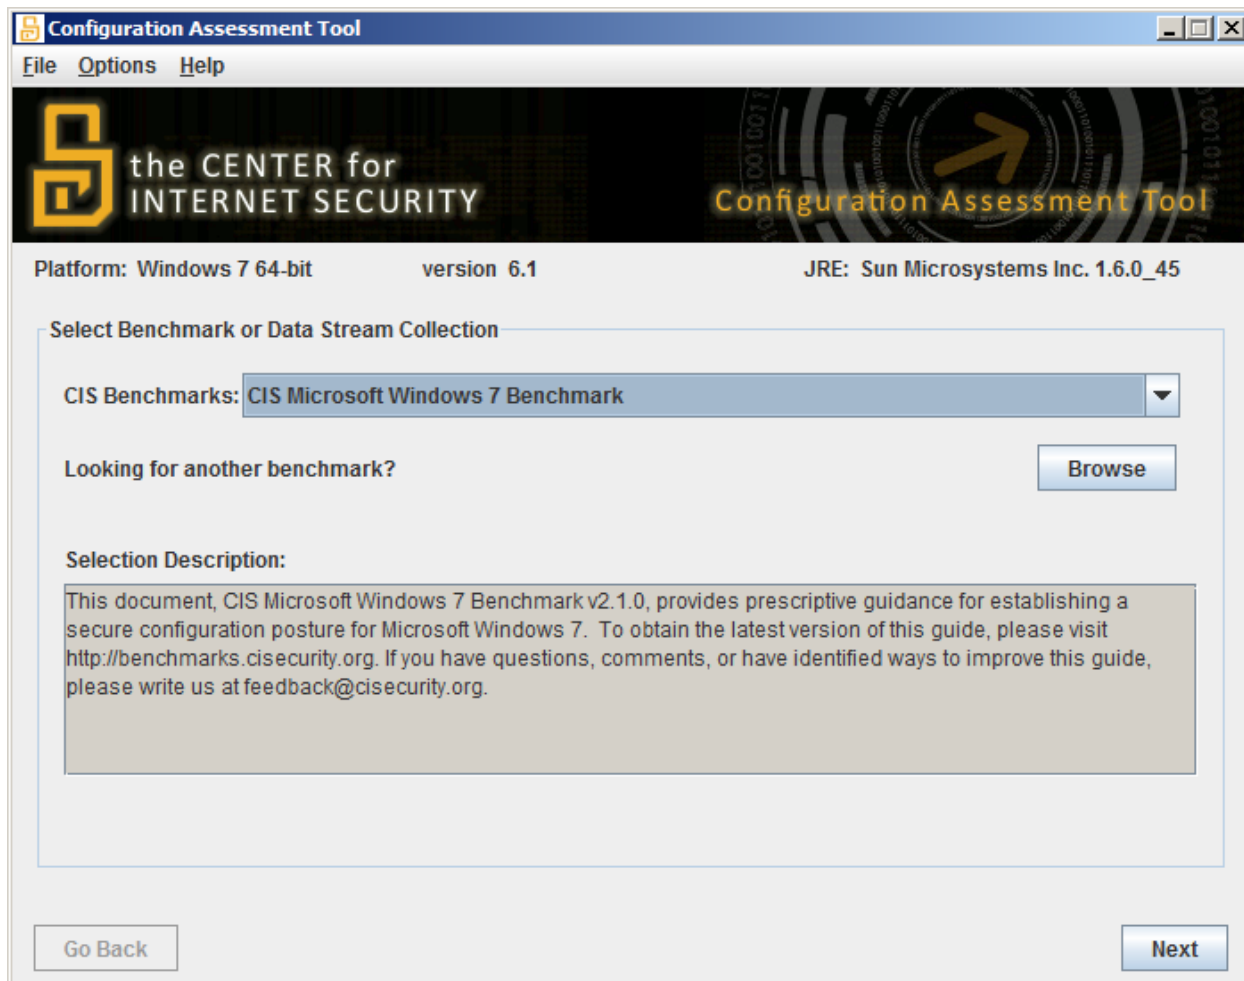 Configuration Assessment Tool
File Options Help
the CENTER for
INTERNET SECURITY
Configuration Assessment Tool
Platform: Windows 7 64-bit version 6.1 JRE: Sun Microsystems Inc. 1.6.0_45
Select Benchmark or Data Stream Collection
CIS Benchmarks: CIS Microsoft Windows 7 Benchmark
Looking for another benchmark? Browse
Selection Description:
This document, CIS Microsoft Windows 7 Benchmark v2.1.0, provides prescriptive guidance for establishing a
secure configuration posture for Microsoft Windows 7.  To obtain the latest version of this guide, please visit
http://benchmarks.cisecurity.org. If you have questions, comments, or have identified ways to improve this guide,
please write us at feedback@cisecurity.org.
Go Back Next